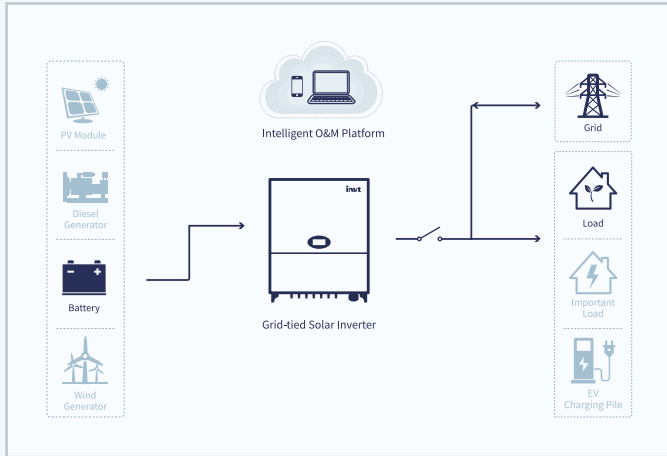 Intelligent O&M Platform
PV Module
Diesel
Generator
Battery
Wind
Generator
invt
Grid-tied Solar Inverter
Grid
Load
Important
Load
EV
Charging Pile